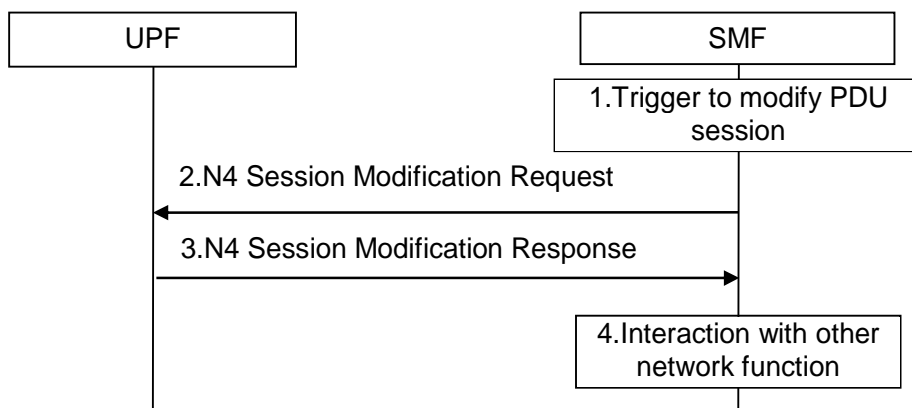 UPF
SMF
1.Trigger to modify PDU
session
2.N4 Session Modification Request
3.N4 Session Modification Response
4.Interaction with other
network function